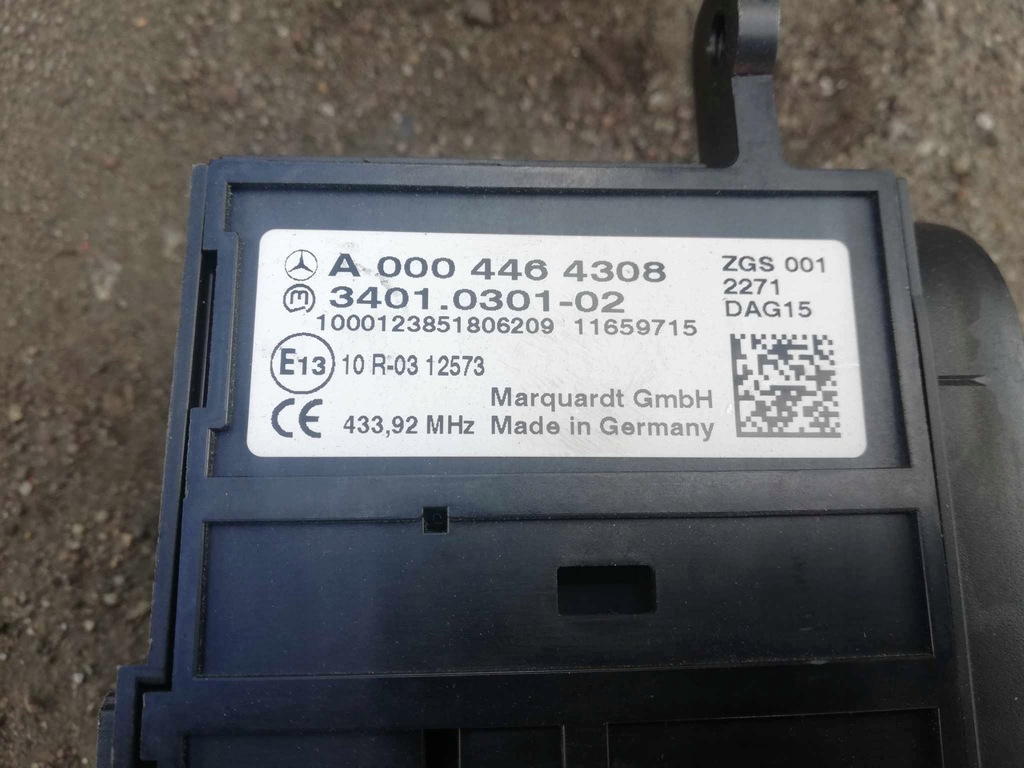 A 000 446 4308
3401.0301-02
1000123851806209 11659715
ZGS 001
2271
DAG15
E13 10 R-03 12573
CE 433,92 MHz
Marquardt GmbH
Made in Germany